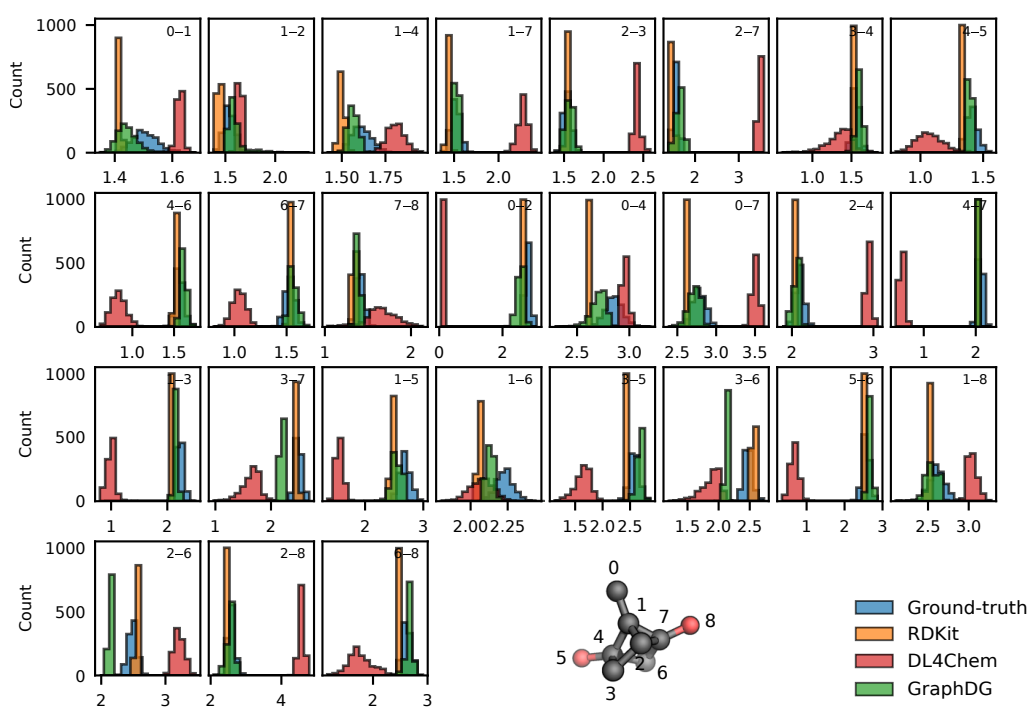 1000 500 0 Count
0–1 1–2 1–4 1–7 2–3 2–7 3–4 4–5
1.4 1.6 1.5 2.0 1.50 1.75 1.5 2.0 1.5 2.0 2.5 2 3 1.0 1.5 1.0 1.5
1000 500 0 Count
4–6 6–7 7–8 0–2 0–4 0–7 2–4 4–7
1.0 1.5 1.0 1.5 1 2 0 2 2.5 3.0 2.5 3.0 3.5 2 3 1 2
1000 500 0 Count
1–3 3–7 1–5 1–6 3–5 3–6 5–6 1–8
1 2 1 2 2 3 2.00 2.25 1.5 2.0 2.5 1.5 2.0 2.5 1 2 3 2.5 3.0
1000 500 0 Count
2–6 2–8 6–8
2 3 2 4 2 3
0
1 7 8
4
5 2 6
3
Ground-truth
RDKit
DL4Chem
GraphDG